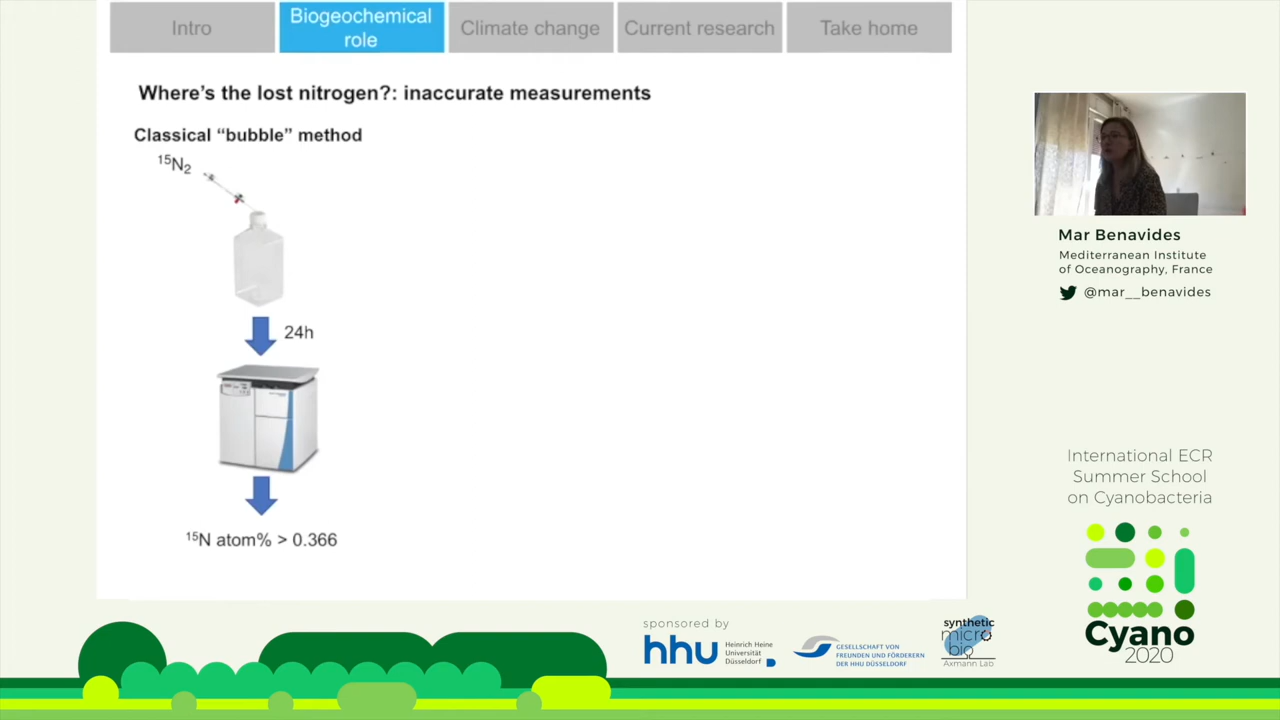 Intro
Biogeochemical
role
Climate change
Current research
Take home
Where's the lost nitrogen?: inaccurate measurements
Classical “bubble” method
¹⁵N₂
24h
¹⁵N atom% > 0.366
Mar Benavides
Mediterranean Institute
of Oceanography, France
@mar__benavides
International ECR
Summer School
on Cyanobacteria
Cyano
2020
sponsored by
hhu
Heinrich Heine
Universität
Düsseldorf
GESELLSCHAFT VON
FREUNDEN UND FÖRDERERN
DER HHU DÜSSELDORF
synthetic
micro
bio
Axmann Lab